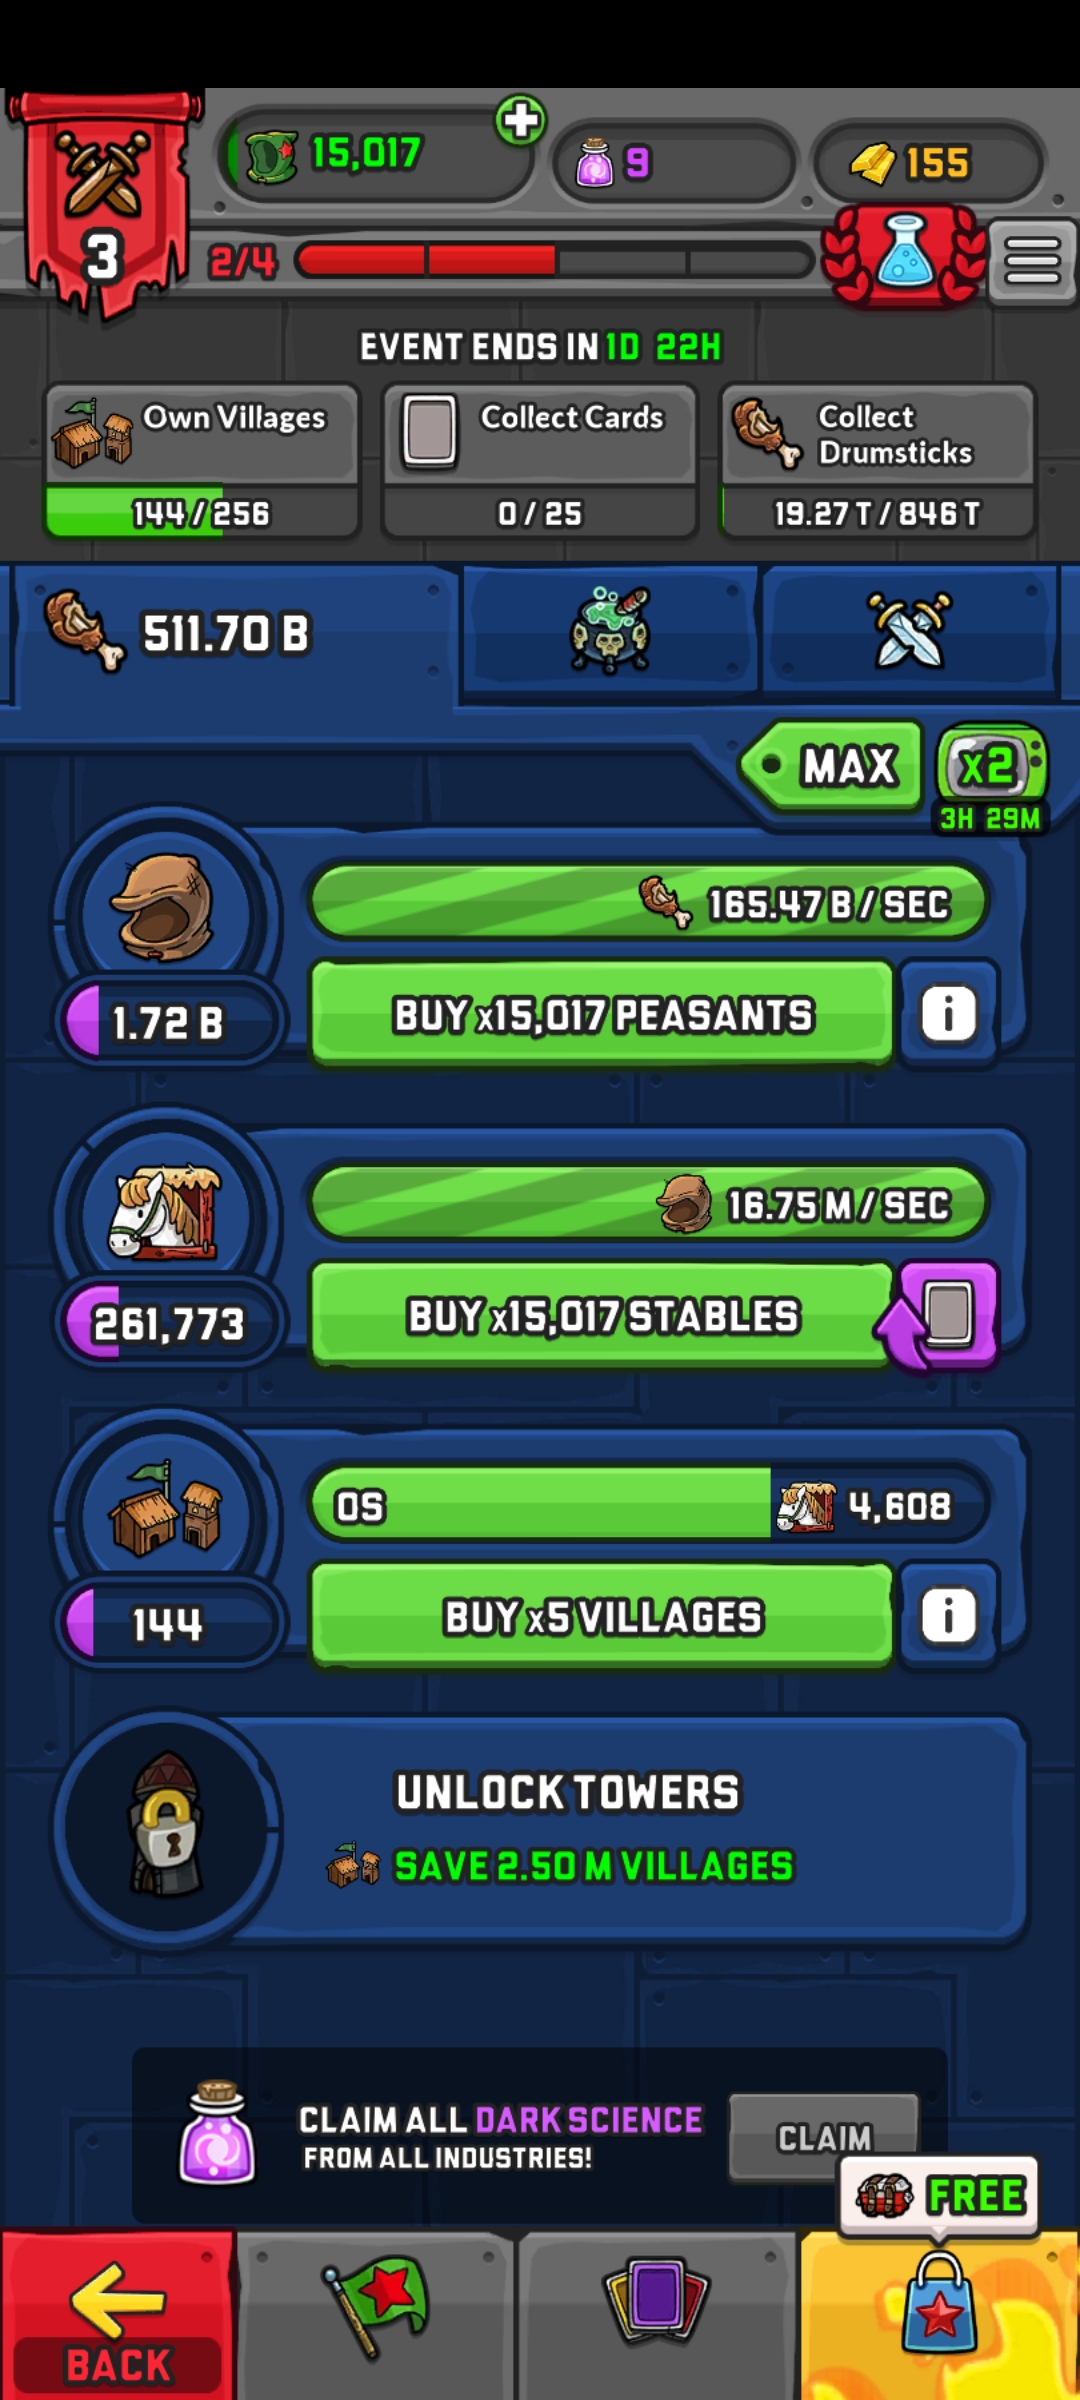 15,017
9
155
3
2/4
EVENT ENDS IN 1D 22H
Own Villages
144/256
Collect Cards
0/25
Collect
Drumsticks
19.27 T/846 T
511.70 B
MAX
x2
3H 29M
165.47 B/SEC
1.72 B
BUY x15,017 PEASANTS
i
16.75 M/SEC
261,773
BUY x15,017 STABLES
0S
4,608
144
BUY x5 VILLAGES
i
UNLOCK TOWERS
SAVE 2.50 M VILLAGES
CLAIM ALL DARK SCIENCE
FROM ALL INDUSTRIES!
CLAIM
FREE
BACK